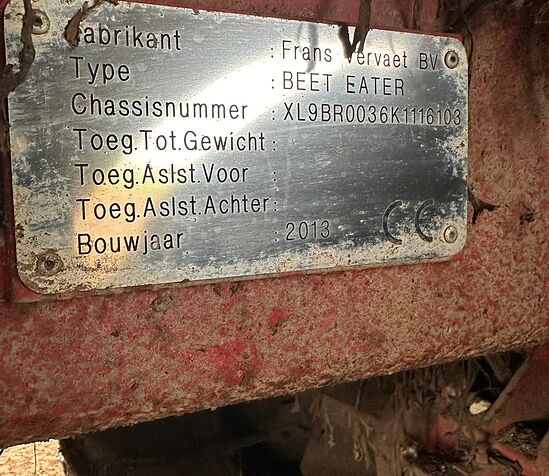 Fabrikant : Frans Vervaet BV
Type : BEET EATER
Chassisnummer : XL9BR0036K1116103
Toeg.Tot.Gewicht :
Toeg.Aslst.Voor :
Toeg.Aslst.Achter :
Bouwjaar : 2013 CE